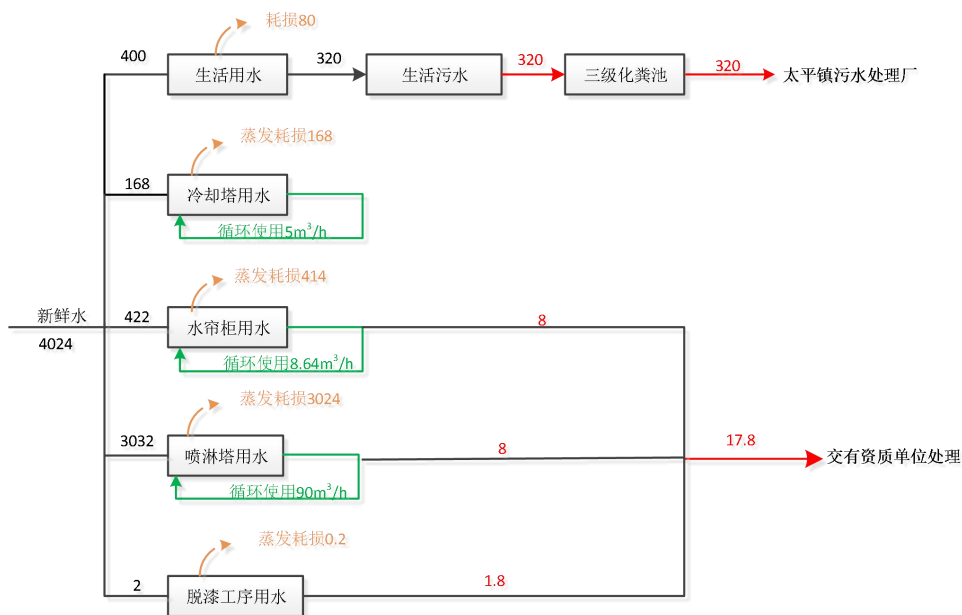 耗损80
400
生活用水
320
生活污水
320
三级化粪池
320
太平镇污水处理厂
蒸发耗损168
168
冷却塔用水
循环使用5m³/h
蒸发耗损414
新鲜水
4024
422
水帘柜用水
8
循环使用8.64m³/h
蒸发耗损3024
3032
喷淋塔用水
8
17.8
交有资质单位处理
循环使用90m³/h
蒸发耗损0.2
2
脱漆工序用水
1.8